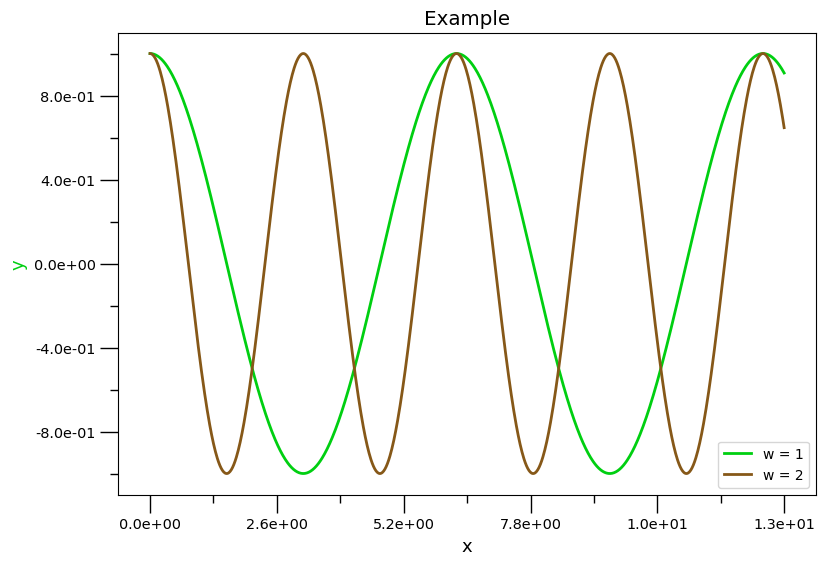 Example
y
8.0e-01
4.0e-01
0.0e+00
-4.0e-01
-8.0e-01
w = 1
w = 2
0.0e+00 2.6e+00 5.2e+00 7.8e+00 1.0e+01 1.3e+01
x